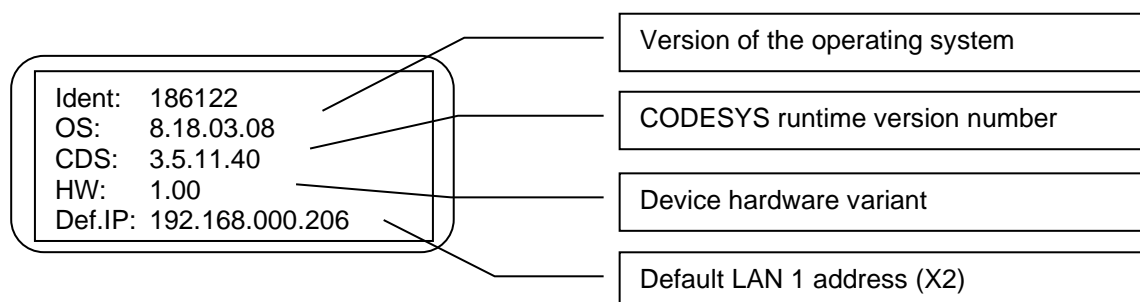 Ident: 186122
OS: 8.18.03.08
CDS: 3.5.11.40
HW: 1.00
Def.IP: 192.168.000.206
Version of the operating system
CODESYS runtime version number
Device hardware variant
Default LAN 1 address (X2)